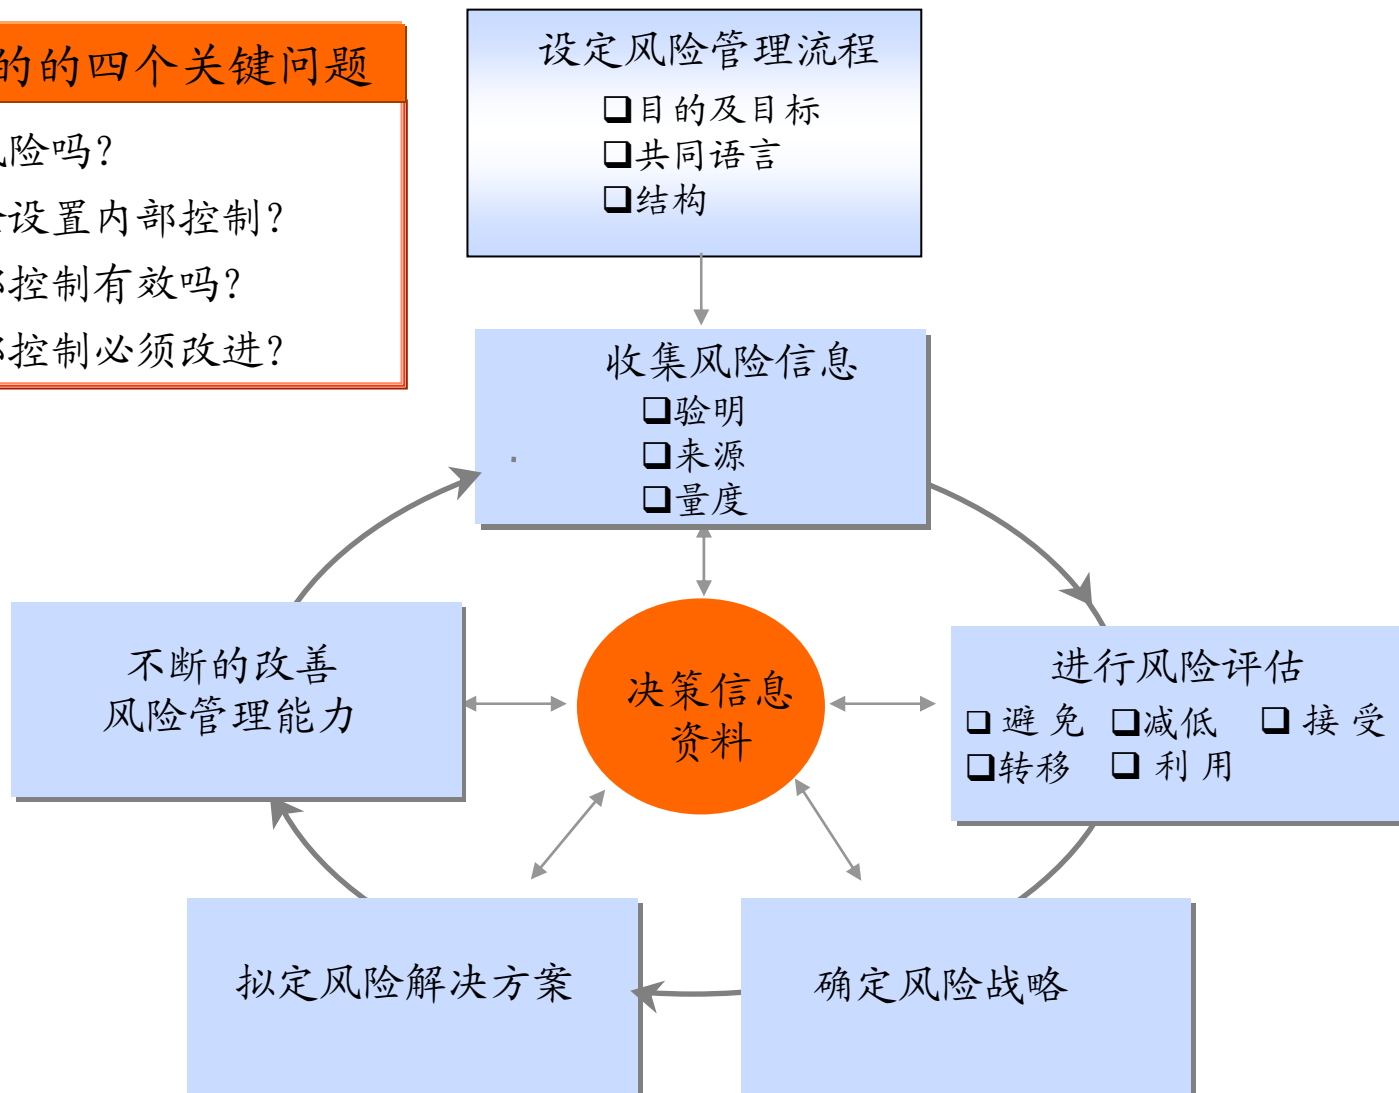 的的四个关键问题
险吗?
设置内部控制?
控制有效吗?
控制必须改进?
设定风险管理流程
❑目的及目标
❑共同语言
❑结构
收集风险信息
❑验明
❑来源
❑量度
不断的改善
风险管理能力
决策信息
资料
进行风险评估
❑ 避 免 ❑减低 ❑ 接 受
❑转移 ❑ 利 用
拟定风险解决方案
确定风险战略